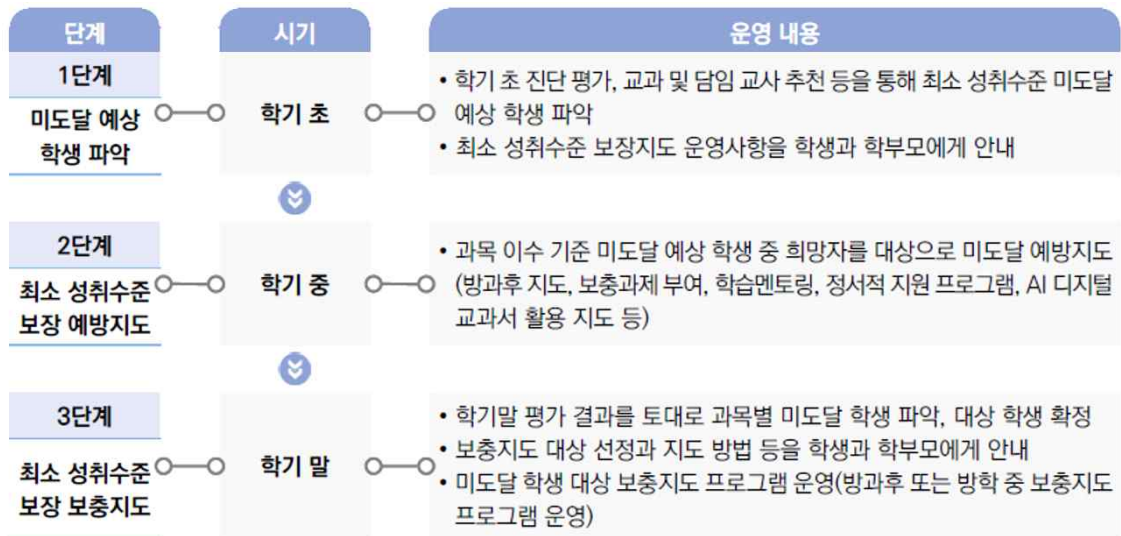 단계 시기 운영 내용
1단계
미도달 예상
학생 파악
학기 초
• 학기 초 진단 평가, 교과 및 담임 교사 추천 등을 통해 최소 성취수준 미도달
예상 학생 파악
• 최소 성취수준 보장지도 운영사항을 학생과 학부모에게 안내
2단계
최소 성취수준
보장 예방지도
학기 중
• 과목 이수 기준 미도달 예상 학생 중 희망자를 대상으로 미도달 예방지도
(방과후 지도, 보충과제 부여, 학습멘토링, 정서적 지원 프로그램, AI 디지털
교과서 활용 지도 등)
3단계
최소 성취수준
보장 보충지도
학기 말
• 학기말 평가 결과를 토대로 과목별 미도달 학생 파악, 대상 학생 확정
• 보충지도 대상 선정과 지도 방법 등을 학생과 학부모에게 안내
• 미도달 학생 대상 보충지도 프로그램 운영(방과후 또는 방학 중 보충지도
프로그램 운영)